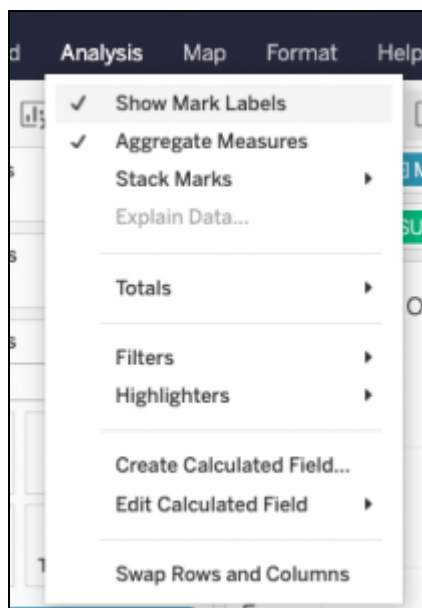 Analysis Map Format Help
Show Mark Labels
Aggregate Measures
Stack Marks
Explain Data...
Totals
Filters
Highlighters
Create Calculated Field...
Edit Calculated Field
Swap Rows and Columns